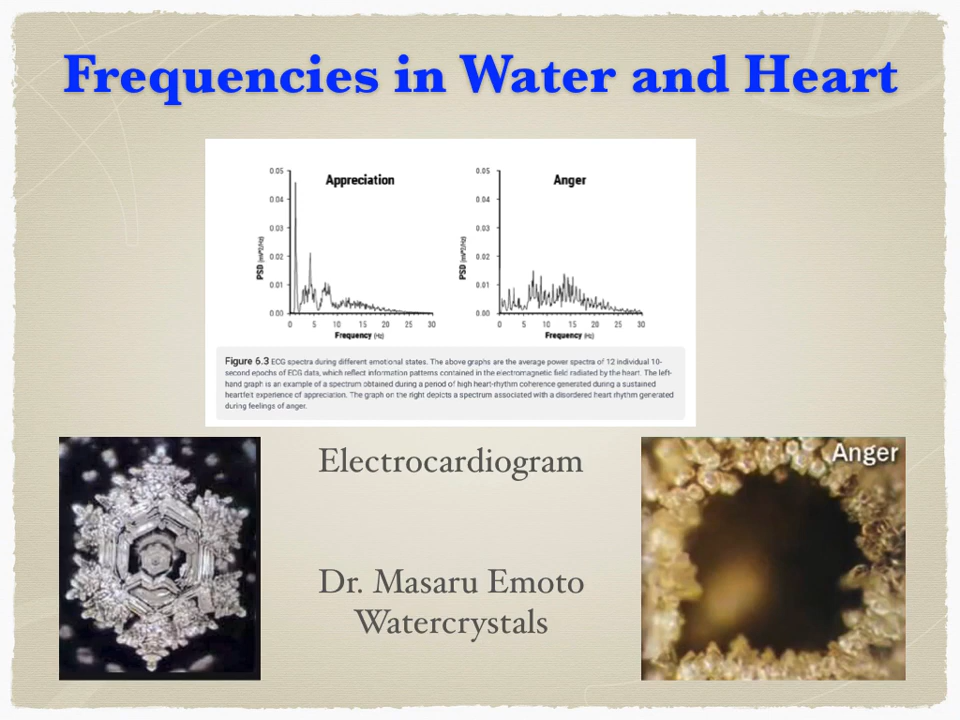 Frequencies in Water and Heart
Appreciation
0.05
0.04
0.03
0.02
0.01
0.00
0 5 10 15 20 25 30
Frequency (Hz)
Anger
0.05
0.04
0.03
0.02
0.01
0.00
0 5 10 15 20 25 30
Frequency (Hz)
Figure 6.3 ECG spectra during different emotional states. The above graphs are the average power spectra of 12 individual 10-
second epochs of ECG data, which reflect information patterns contained in the electromagnetic field radiated by the heart. The left-
hand graph is an example of a spectrum obtained during a period of high heart-rhythm coherence generated during a sustained
heartfelt experience of appreciation. The graph on the right depicts a spectrum associated with a disordered heart rhythm generated
during feelings of anger.
Electrocardiogram
Anger
Dr. Masaru Emoto
Watercrystals